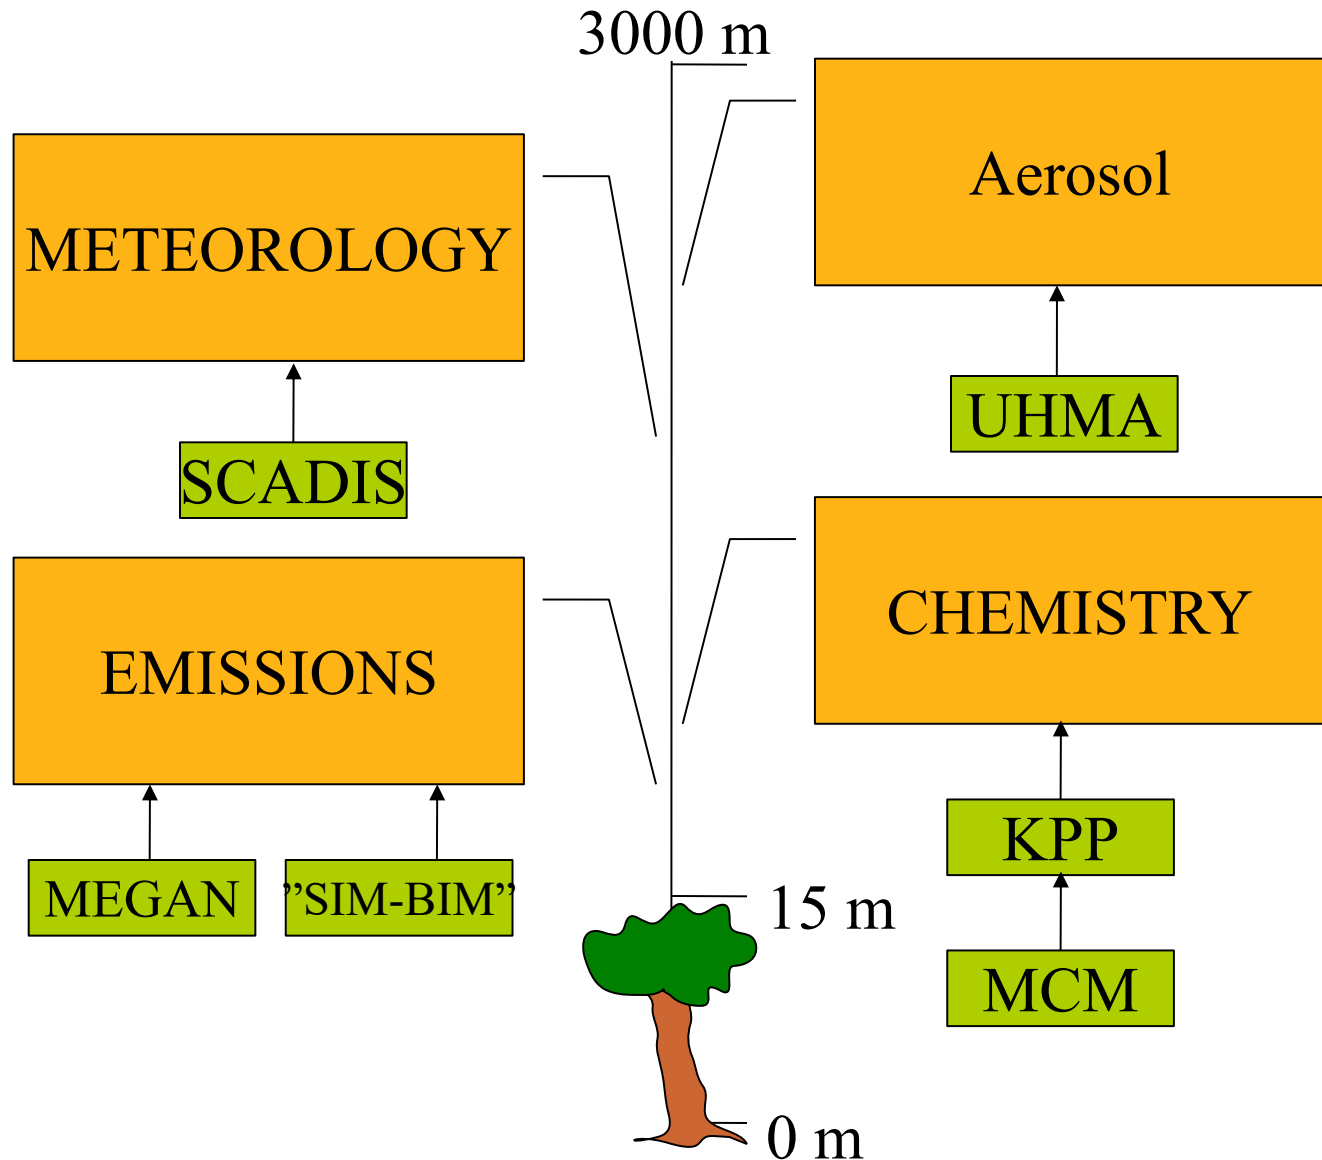 3000 m
METEOROLOGY
Aerosol
SCADIS
UHMA
EMISSIONS
CHEMISTRY
MEGAN
”SIM-BIM”
KPP
15 m
MCM
0 m